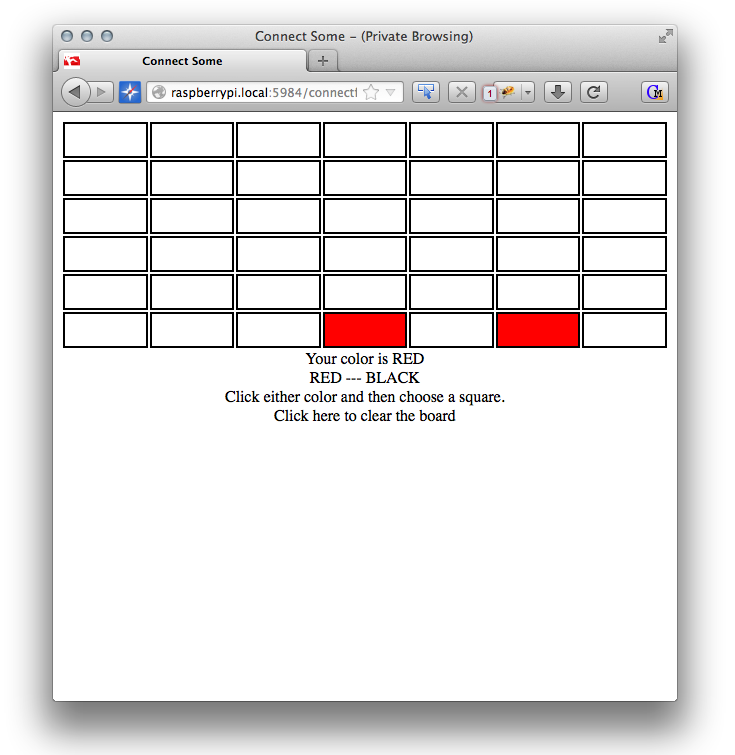 Connect Some – (Private Browsing)
Connect Some
raspberrypi.local:5984/connectf
1
Your color is RED
RED --- BLACK
Click either color and then choose a square.
Click here to clear the board